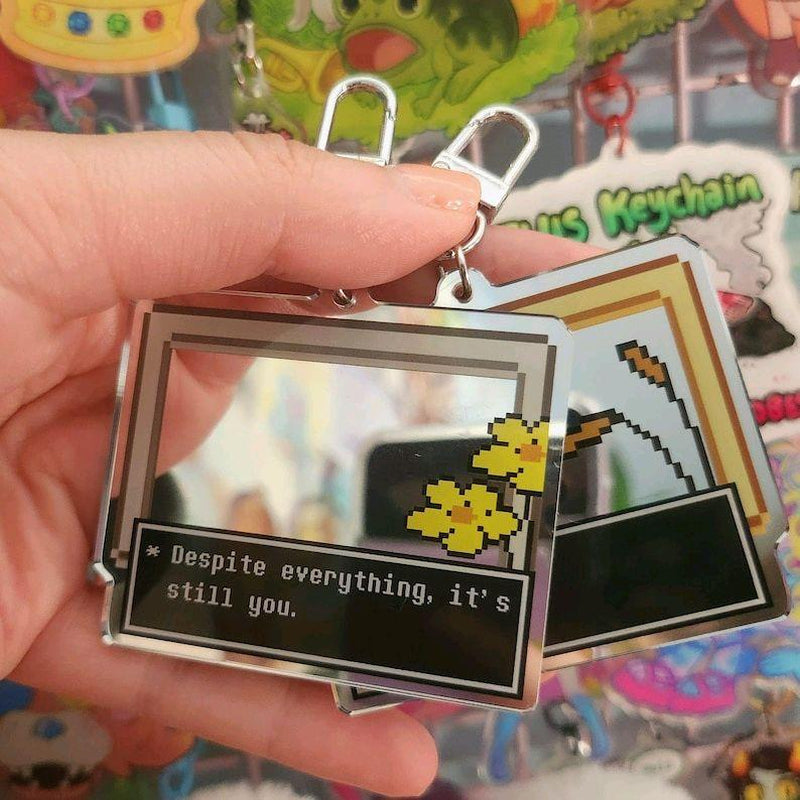 Keychain
* Despite everything, it's
still you.